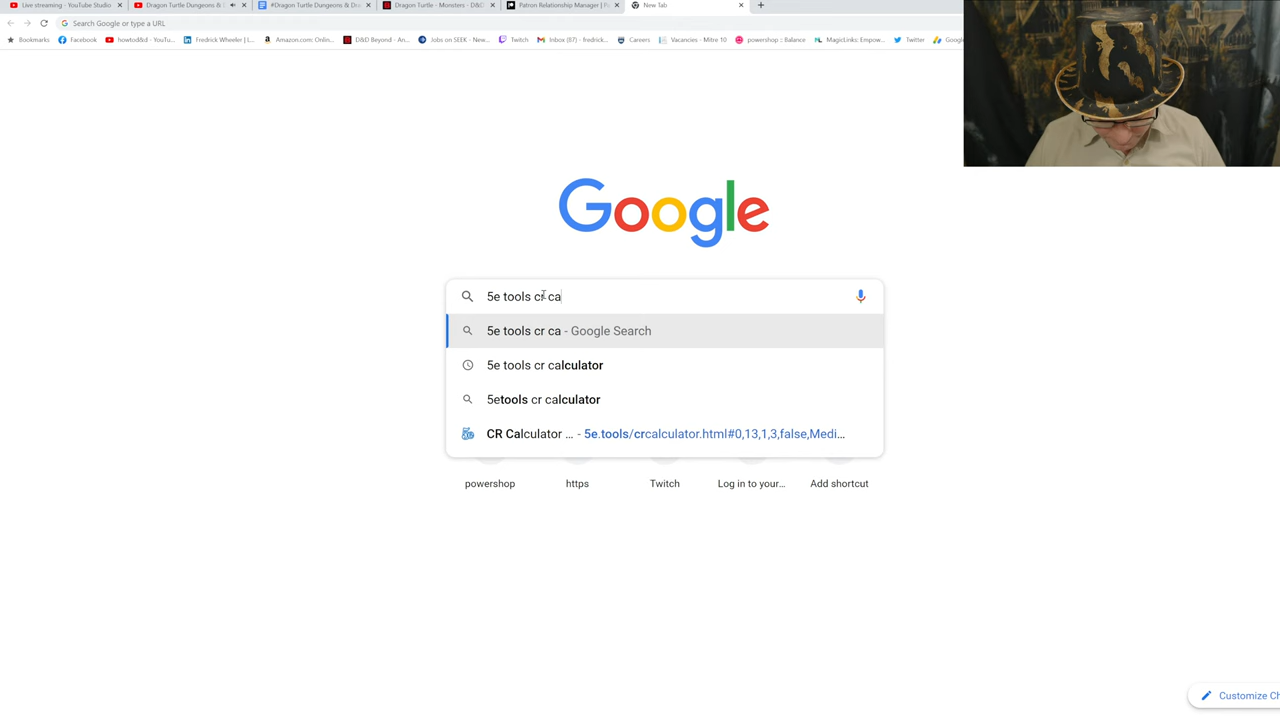 Live streaming - YouTube Studio
Dragon Turtle Dungeons &
#Dragon Turtle Dungeons & Dra
Dragon Turtle - Monsters - D&D
Patron Relationship Manager |
New Tab
Search Google or type a URL
Bookmarks
Facebook
howtod&d - YouTu...
Fredrick Wheeler | L...
Amazon.com: Onlin...
D&D Beyond - An...
Jobs on SEEK - New...
Twitch
Inbox (87) - fredrick...
Careers
Vacancies - Mitre 10
powershop :: Balance
MagicLinks: Empow...
Twitter
Google
Google
5e tools cr ca
5e tools cr ca - Google Search
5e tools cr calculator
5etools cr calculator
CR Calculator ... - 5e.tools/crcalculator.html#0,13,1,3,false,Medi...
powershop
https
Twitch
Log in to your...
Add shortcut
Customize Ch